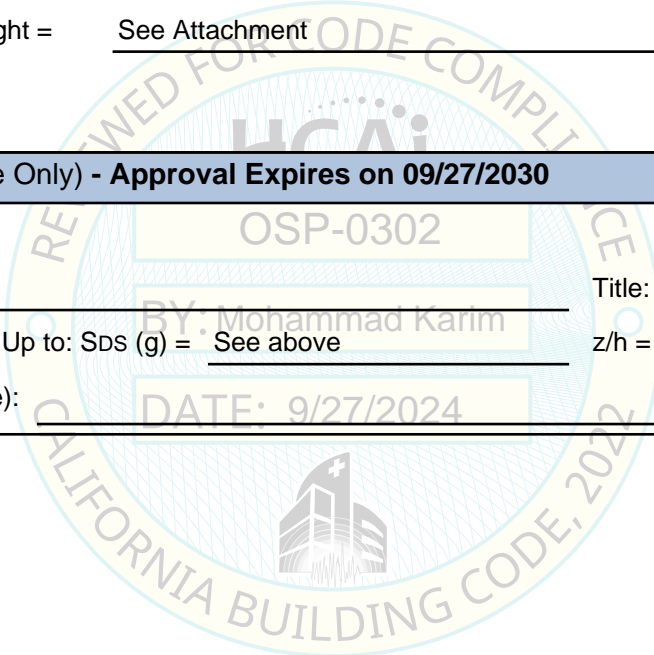 ght = See Attachment
REVIEWED FOR CODE COMPLIANCE
HCAi
e Only) - Approval Expires on 09/27/2030
OSP-0302
Title:
BY: Mohammad Karim
Up to: SDS (g) = See above z/h =
e):
DATE: 9/27/2024
CALIFORNIA BUILDING CODE, 2022